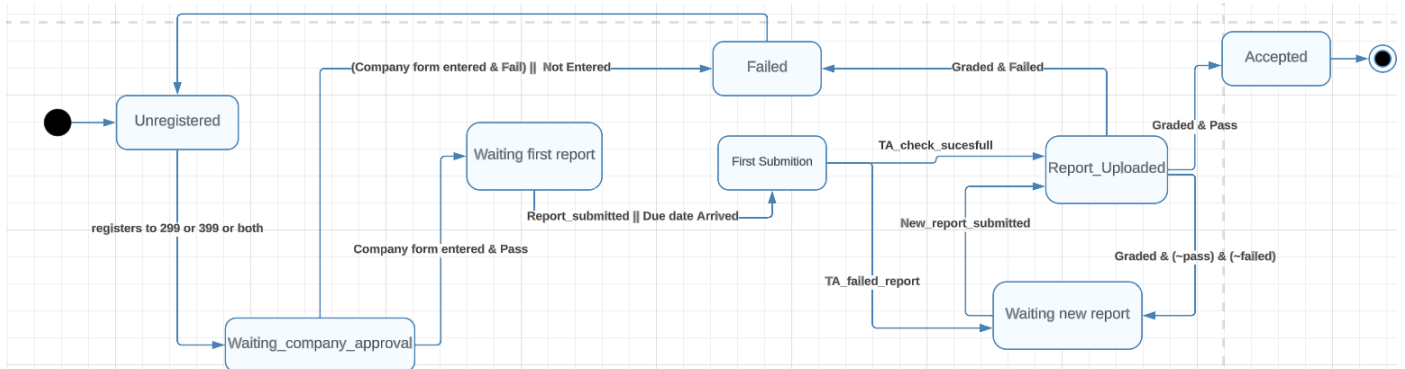 (Company form entered & Fail) || Not Entered
Failed
Graded & Failed
Accepted
Unregistered
Graded & Pass
Waiting first report
First Submition
TA_check_sucesfull
Report_Uploaded
Report_submitted || Due date Arrived
New_report_submitted
registers to 299 or 399 or both
Company form entered & Pass
Graded & (~pass) & (~failed)
TA_failed_report
Waiting new report
Waiting_company_approval